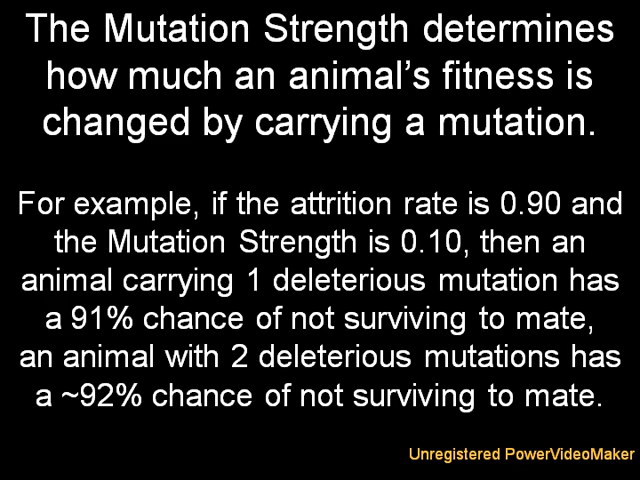 The Mutation Strength determines
how much an animal's fitness is
changed by carrying a mutation.
For example, if the attrition rate is 0.90 and
the Mutation Strength is 0.10, then an
animal carrying 1 deleterious mutation has
a 91% chance of not surviving to mate,
an animal with 2 deleterious mutations has
a ~92% chance of not surviving to mate.
Unregistered PowerVideoMaker